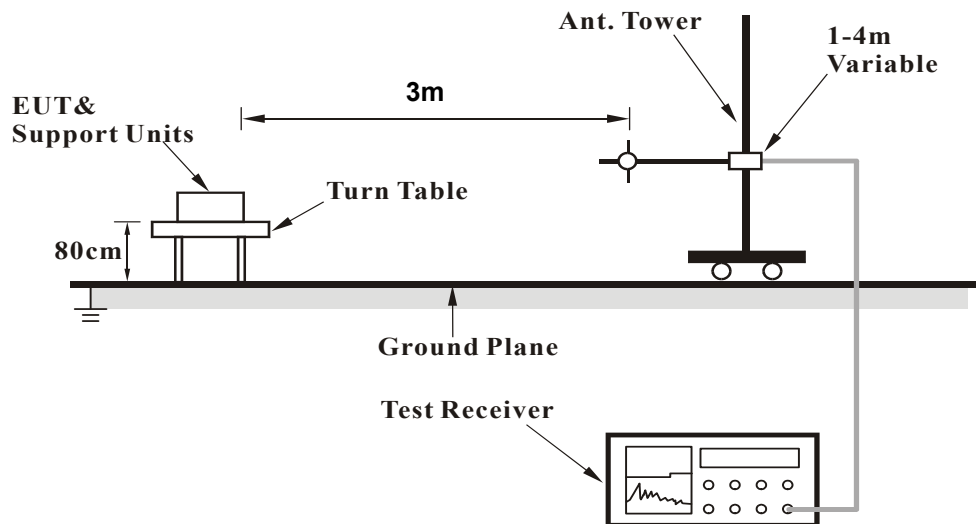 Ant. Tower
1-4m
Variable
3m
EUT&
Support Units
Turn Table
80cm
Ground Plane
Test Receiver